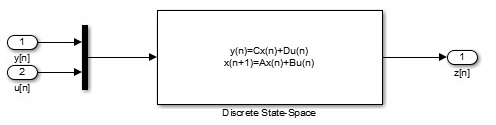 1
y[n]
2
u[n]
y(n)=Cx(n)+Du(n)
x(n+1)=Ax(n)+Bu(n)
Discrete State-Space
1
z[n]